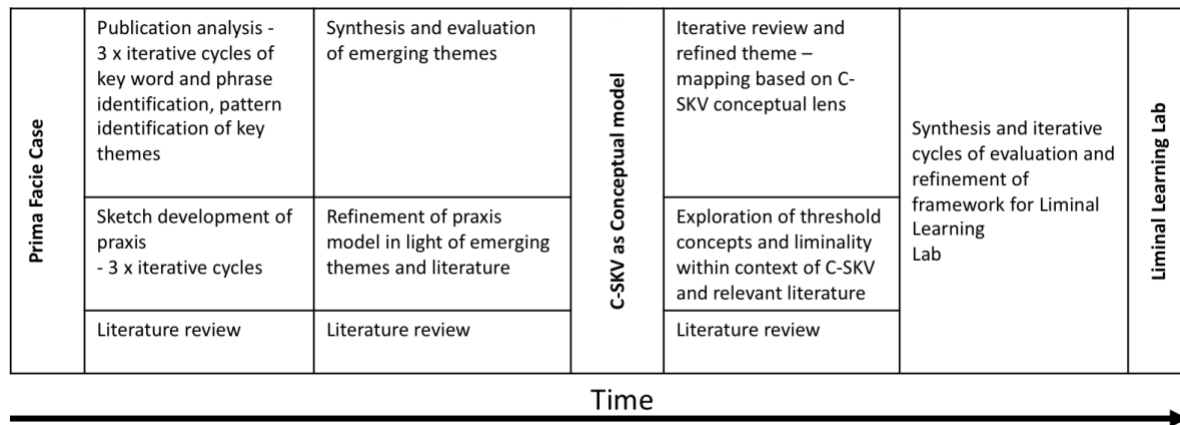 Prima Facie Case
Publication analysis -
3 x iterative cycles of
key word and phrase
identification, pattern
identification of key
themes
Sketch development of
praxis
- 3 x iterative cycles
Literature review
Synthesis and evaluation
of emerging themes
Refinement of praxis
model in light of emerging
themes and literature
Literature review
C-SKV as Conceptual model
Iterative review and
refined theme –
mapping based on C-
SKV conceptual lens
Exploration of threshold
concepts and liminality
within context of C-SKV
and relevant literature
Literature review
Synthesis and iterative
cycles of evaluation and
refinement of
framework for Liminal
Learning
Lab
Liminal Learning Lab
Time